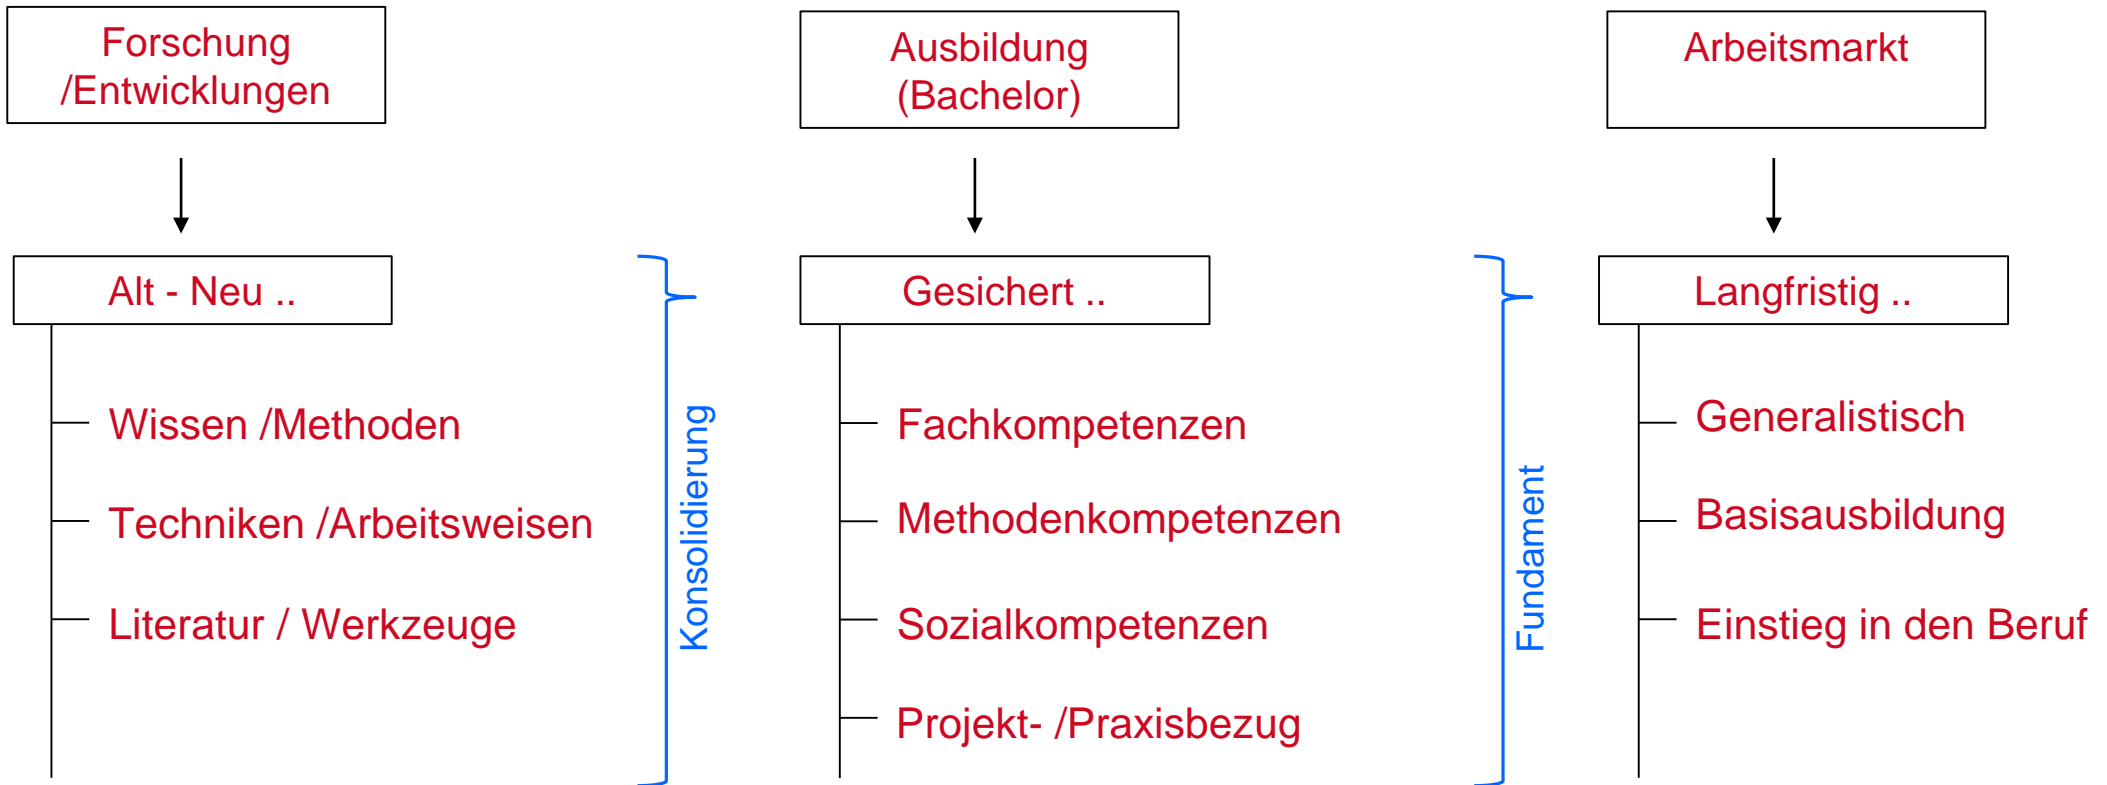 Forschung
/Entwicklungen
Ausbildung
(Bachelor)
Arbeitsmarkt
Alt - Neu ..
Wissen /Methoden
Techniken /Arbeitsweisen
Literatur / Werkzeuge
Konsolidierung
Gesichert ..
Fachkompetenzen
Methodenkompetenzen
Sozialkompetenzen
Projekt- /Praxisbezug
Fundament
Langfristig ..
Generalistisch
Basisausbildung
Einstieg in den Beruf